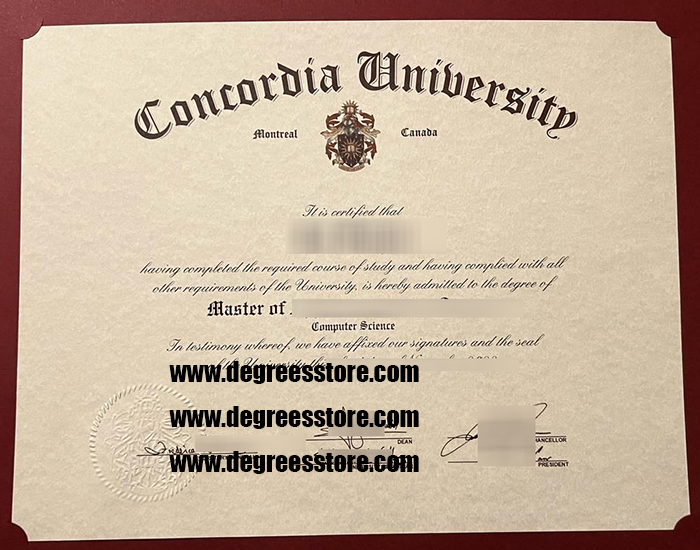 Concordia University
Montreal Canada
It is certified that
having completed the required course of study and having complied with all
other requirements of the University, is hereby admitted to the degree of
Master of
Computer Science
In testimony whereof, we have affixed our signatures and the seal
www.degreesstore.com
www.degreesstore.com
DEAN
www.degreesstore.com
PRESIDENT